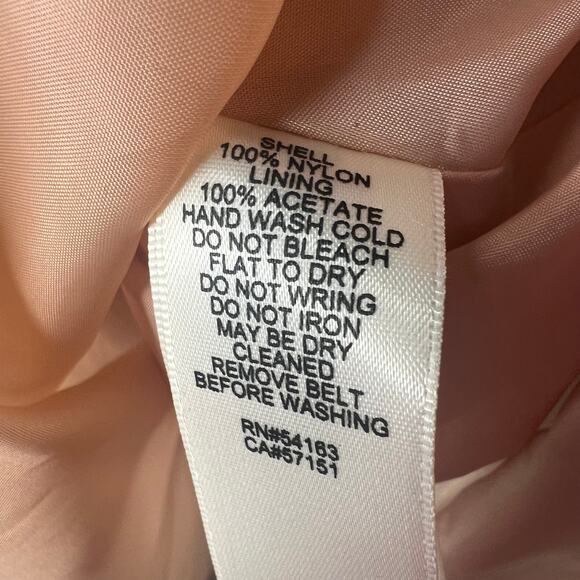 SHELL
100% NYLON
LINING
100% ACETATE
HAND WASH COLD
DO NOT BLEACH
FLAT TO DRY
DO NOT WRING
DO NOT IRON
MAY BE DRY
CLEANED
REMOVE BELT
BEFORE WASHING
RN#54163
CA#57151